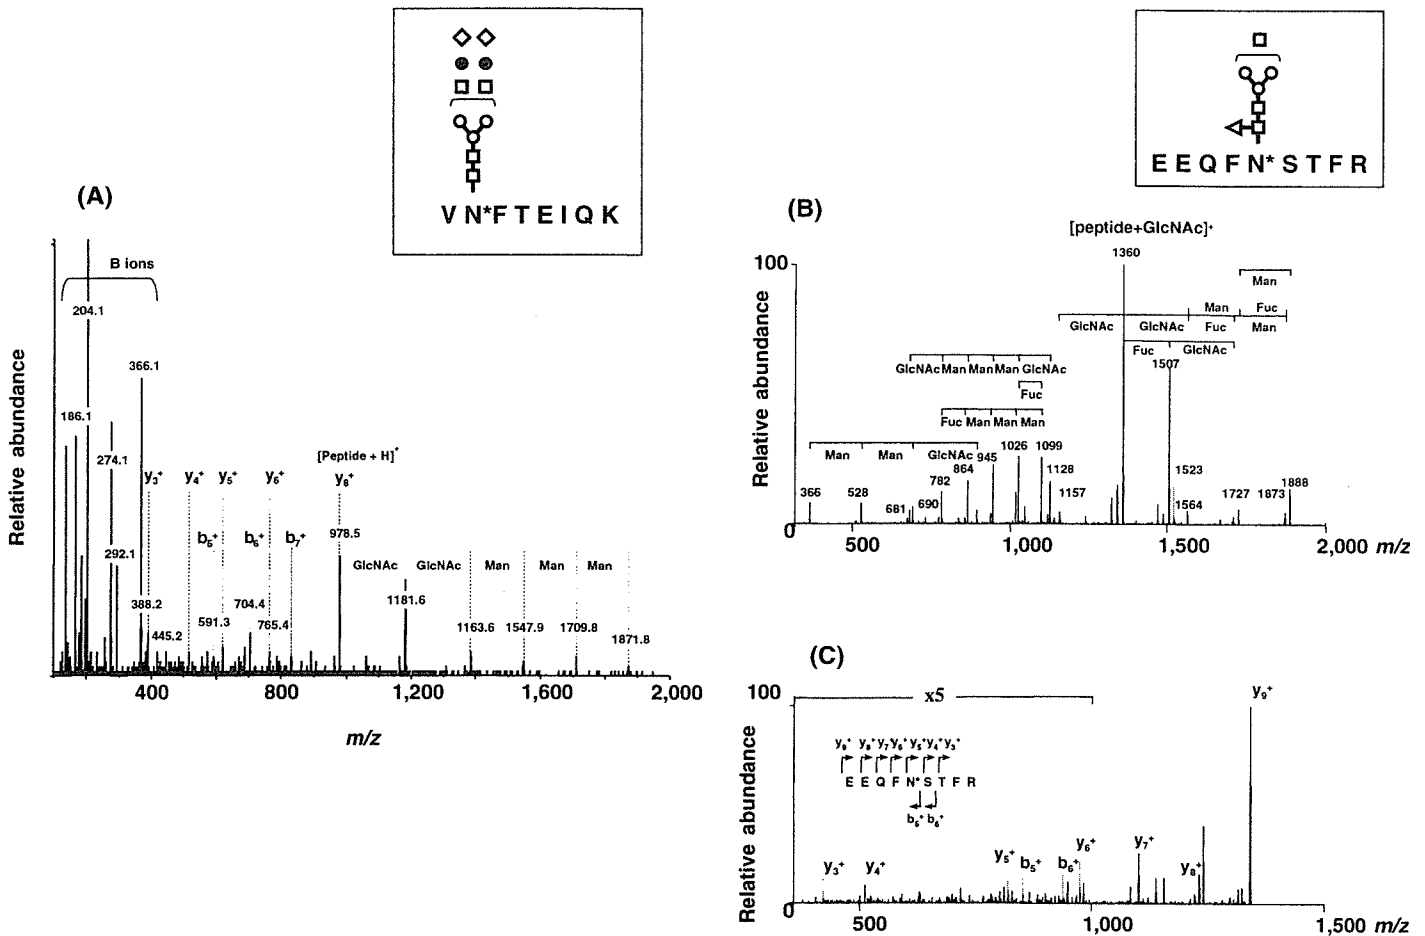 (A)
V N*F T E I Q K
B ions
204.1
366.1
186.1
274.1
[Peptide + H]+
y3+ y4+ y5+ y6+ y8+
b5+ b6+ b7+
978.5
292.1
GlcNAc GlcNAc Man Man Man
388.2
445.2
591.3
704.4
765.4
1181.6
1163.6
1547.9
1709.8
1871.8
Relative abundance
400 800 1,200 1,600 2,000
m/z
(B)
E E Q F N* S T F R
[peptide+GlcNAc]+
1360
100
Man
Man Fuc
GlcNAc GlcNAc Fuc Man
Fuc GlcNAc
1507
GlcNAc Man Man Man GlcNAc
Fuc
Fuc Man Man Man
Man Man GlcNAc
366
528
681
690
782
864
945
1026
1099
1128
1157
1523
1564
1727
1873
1888
Relative abundance
0 500 1,000 1,500 2,000 m/z
(C)
100
x5
y9+
y9+ y8+ y7 y6+ y5+ y4+ y3+
E E Q F N* S T F R
b5+ b6+
y3+ y4+ y5+ b5+ b6+ y6+ y7+ y8+
Relative abundance
0 500 1,000 1,500 m/z